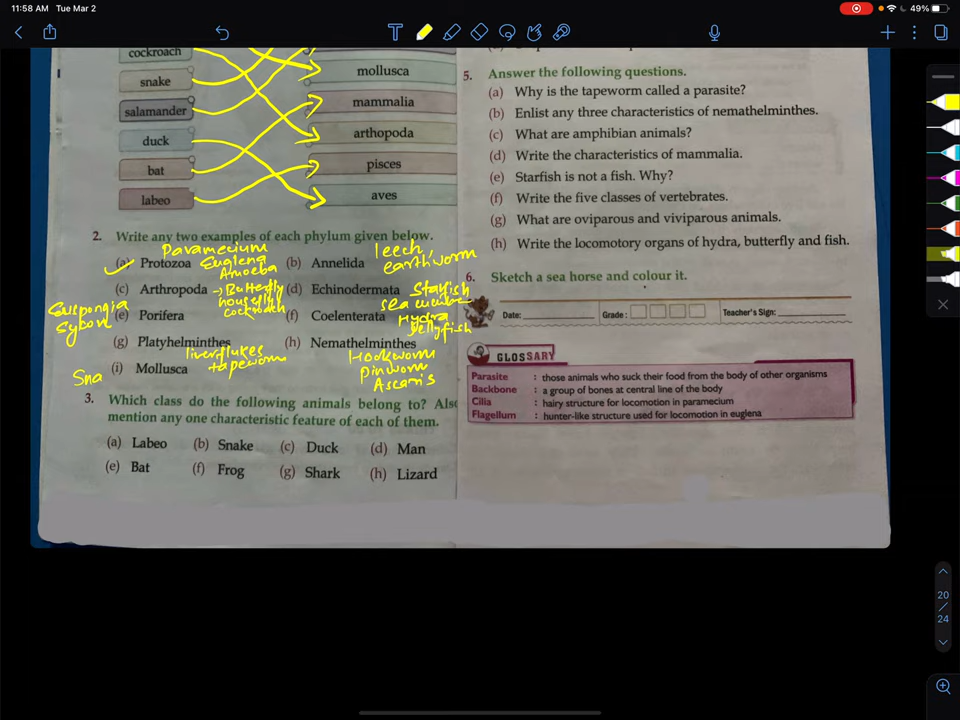 11:58 AM Tue Mar 2
49%
cockroach
snake
salamander
duck
bat
labeo
mollusca
mammalia
arthopoda
pisces
aves
2. Write any two examples of each phylum given below.
Paramecium
Euglena
Amoeba
leech,
earthworm
(a) Protozoa (b) Annelida
(c) Arthropoda (d) Echinodermata
→ Butterfly
housefly
cockroach
Starfish
sea cucumber
Euspongia
Sycon
(e) Porifera (f) Coelenterata
Hydra
Jellyfish
(g) Platyhelminthes (h) Nemathelminthes
liverflukes
tapeworm
Hookworm
pinworm
Ascaris
Sna
(i) Mollusca
3. Which class do the following animals belong to? Also
mention any one characteristic feature of each of them.
(a) Labeo (b) Snake (c) Duck (d) Man
(e) Bat (f) Frog (g) Shark (h) Lizard
5. Answer the following questions.
(a) Why is the tapeworm called a parasite?
(b) Enlist any three characteristics of nemathelminthes.
(c) What are amphibian animals?
(d) Write the characteristics of mammalia.
(e) Starfish is not a fish. Why?
(f) Write the five classes of vertebrates.
(g) What are oviparous and viviparous animals.
(h) Write the locomotory organs of hydra, butterfly and fish.
6. Sketch a sea horse and colour it.
Date: Grade: Teacher's Sign:
GLOSSARY
Parasite : those animals who suck their food from the body of other organisms
Backbone : a group of bones at central line of the body
Cilia : hairy structure for locomotion in paramecium
Flagellum : hunter-like structure used for locomotion in euglena
20
/
24